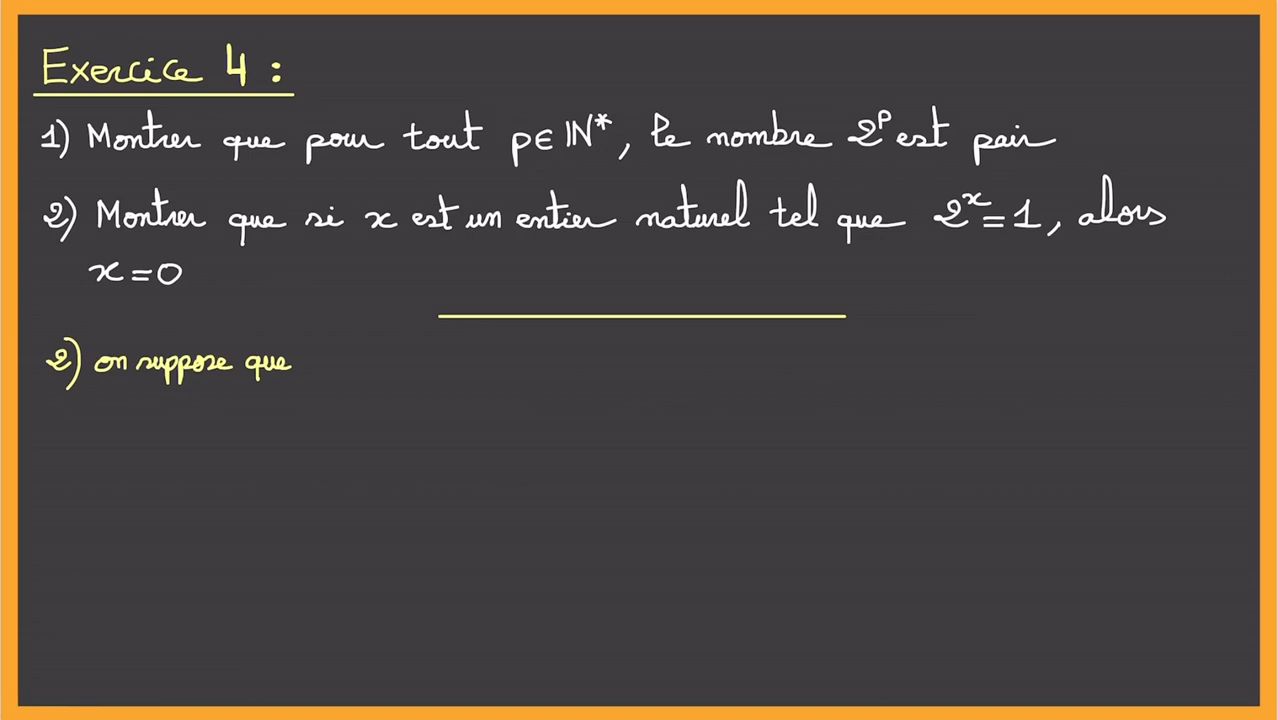 Exercice 4 :
1) Montrer que pour tout p∈ℕ*, le nombre 2ᵖ est pair
2) Montrer que si x est un entier naturel tel que 2ˣ=1, alors
x=0
2) on suppose que